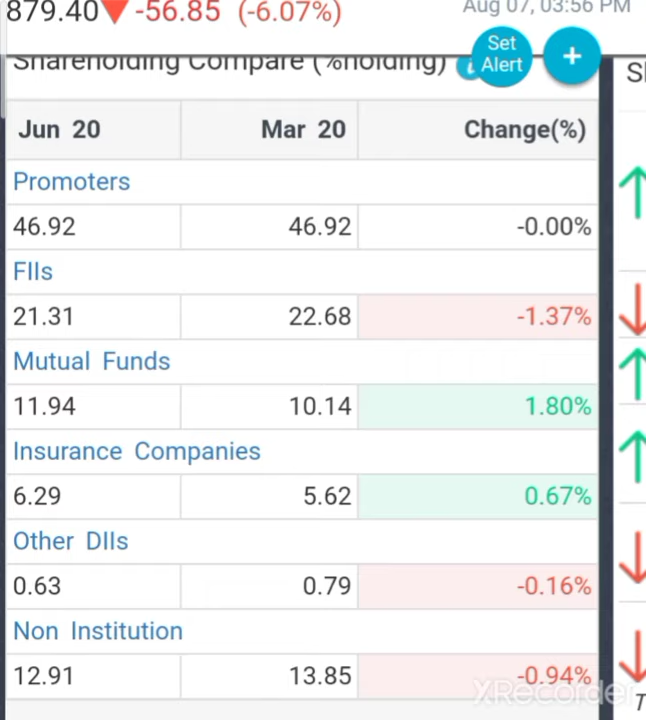 879.40▼ -56.85 (-6.07%)
Aug 07, 03:56 PM
Shareholding Compare (%holding)
Set Alert
+
Jun 20 Mar 20 Change(%)
Promoters
46.92 46.92 -0.00%
FIIs
21.31 22.68 -1.37%
Mutual Funds
11.94 10.14 1.80%
Insurance Companies
6.29 5.62 0.67%
Other DIIs
0.63 0.79 -0.16%
Non Institution
12.91 13.85 -0.94%
XRecorder